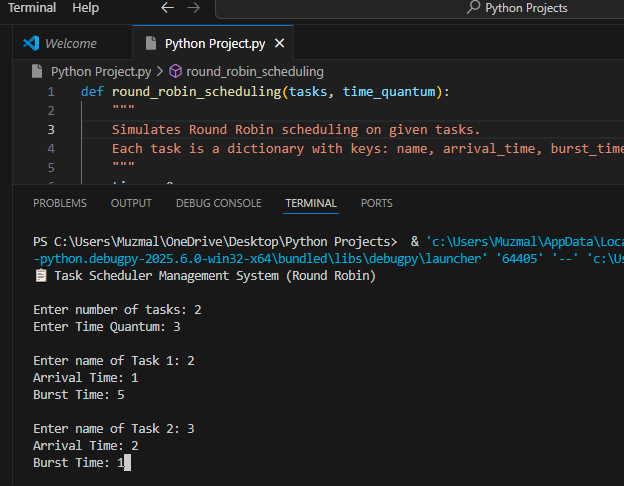 Terminal Help Python Projects
Welcome Python Project.py
Python Project.py > round_robin_scheduling
1 def round_robin_scheduling(tasks, time_quantum):
2 """
3 Simulates Round Robin scheduling on given tasks.
4 Each task is a dictionary with keys: name, arrival_time, burst_time
5 """
PROBLEMS OUTPUT DEBUG CONSOLE TERMINAL PORTS
PS C:\Users\Muzmal\OneDrive\Desktop\Python Projects> & 'c:\Users\Muzmal\AppData\Loca
-python.debugpy-2025.6.0-win32-x64\bundled\libs\debugpy\launcher' '64405' '--' 'c:\Us
Task Scheduler Management System (Round Robin)
Enter number of tasks: 2
Enter Time Quantum: 3
Enter name of Task 1: 2
Arrival Time: 1
Burst Time: 5
Enter name of Task 2: 3
Arrival Time: 2
Burst Time: 1